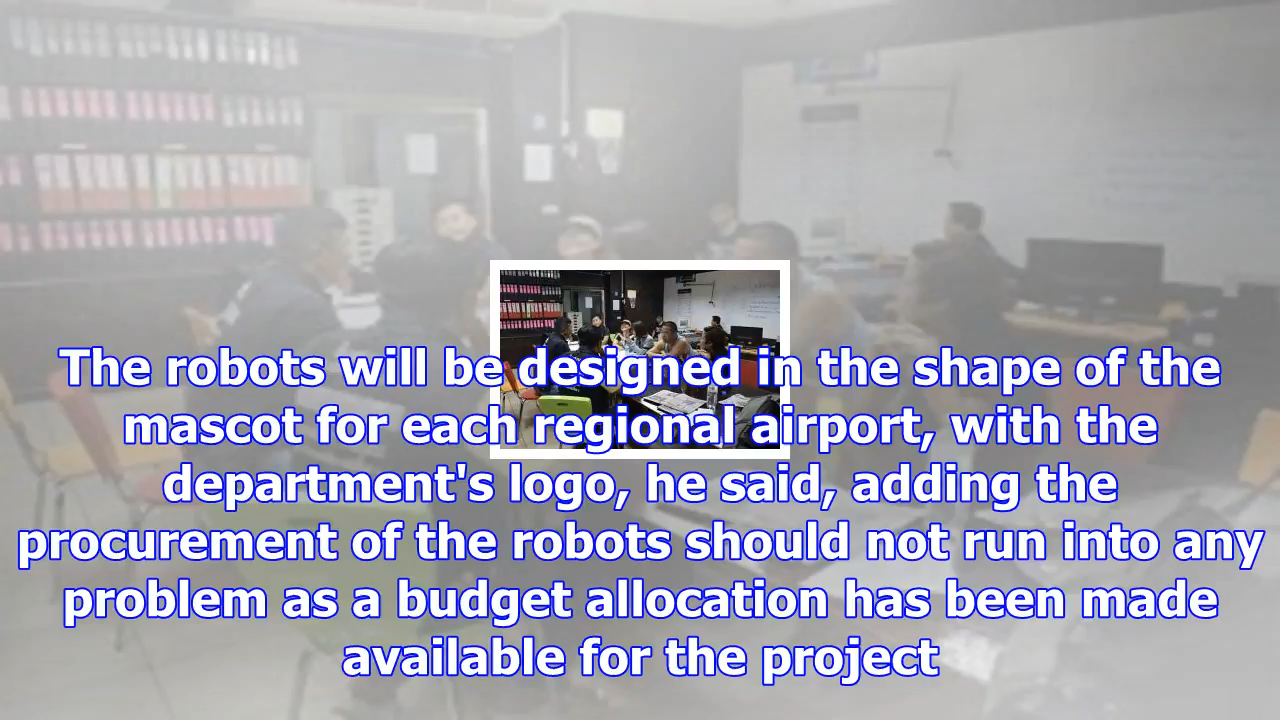 The robots will be designed in the shape of the
mascot for each regional airport, with the
department's logo, he said, adding the
procurement of the robots should not run into any
problem as a budget allocation has been made
available for the project